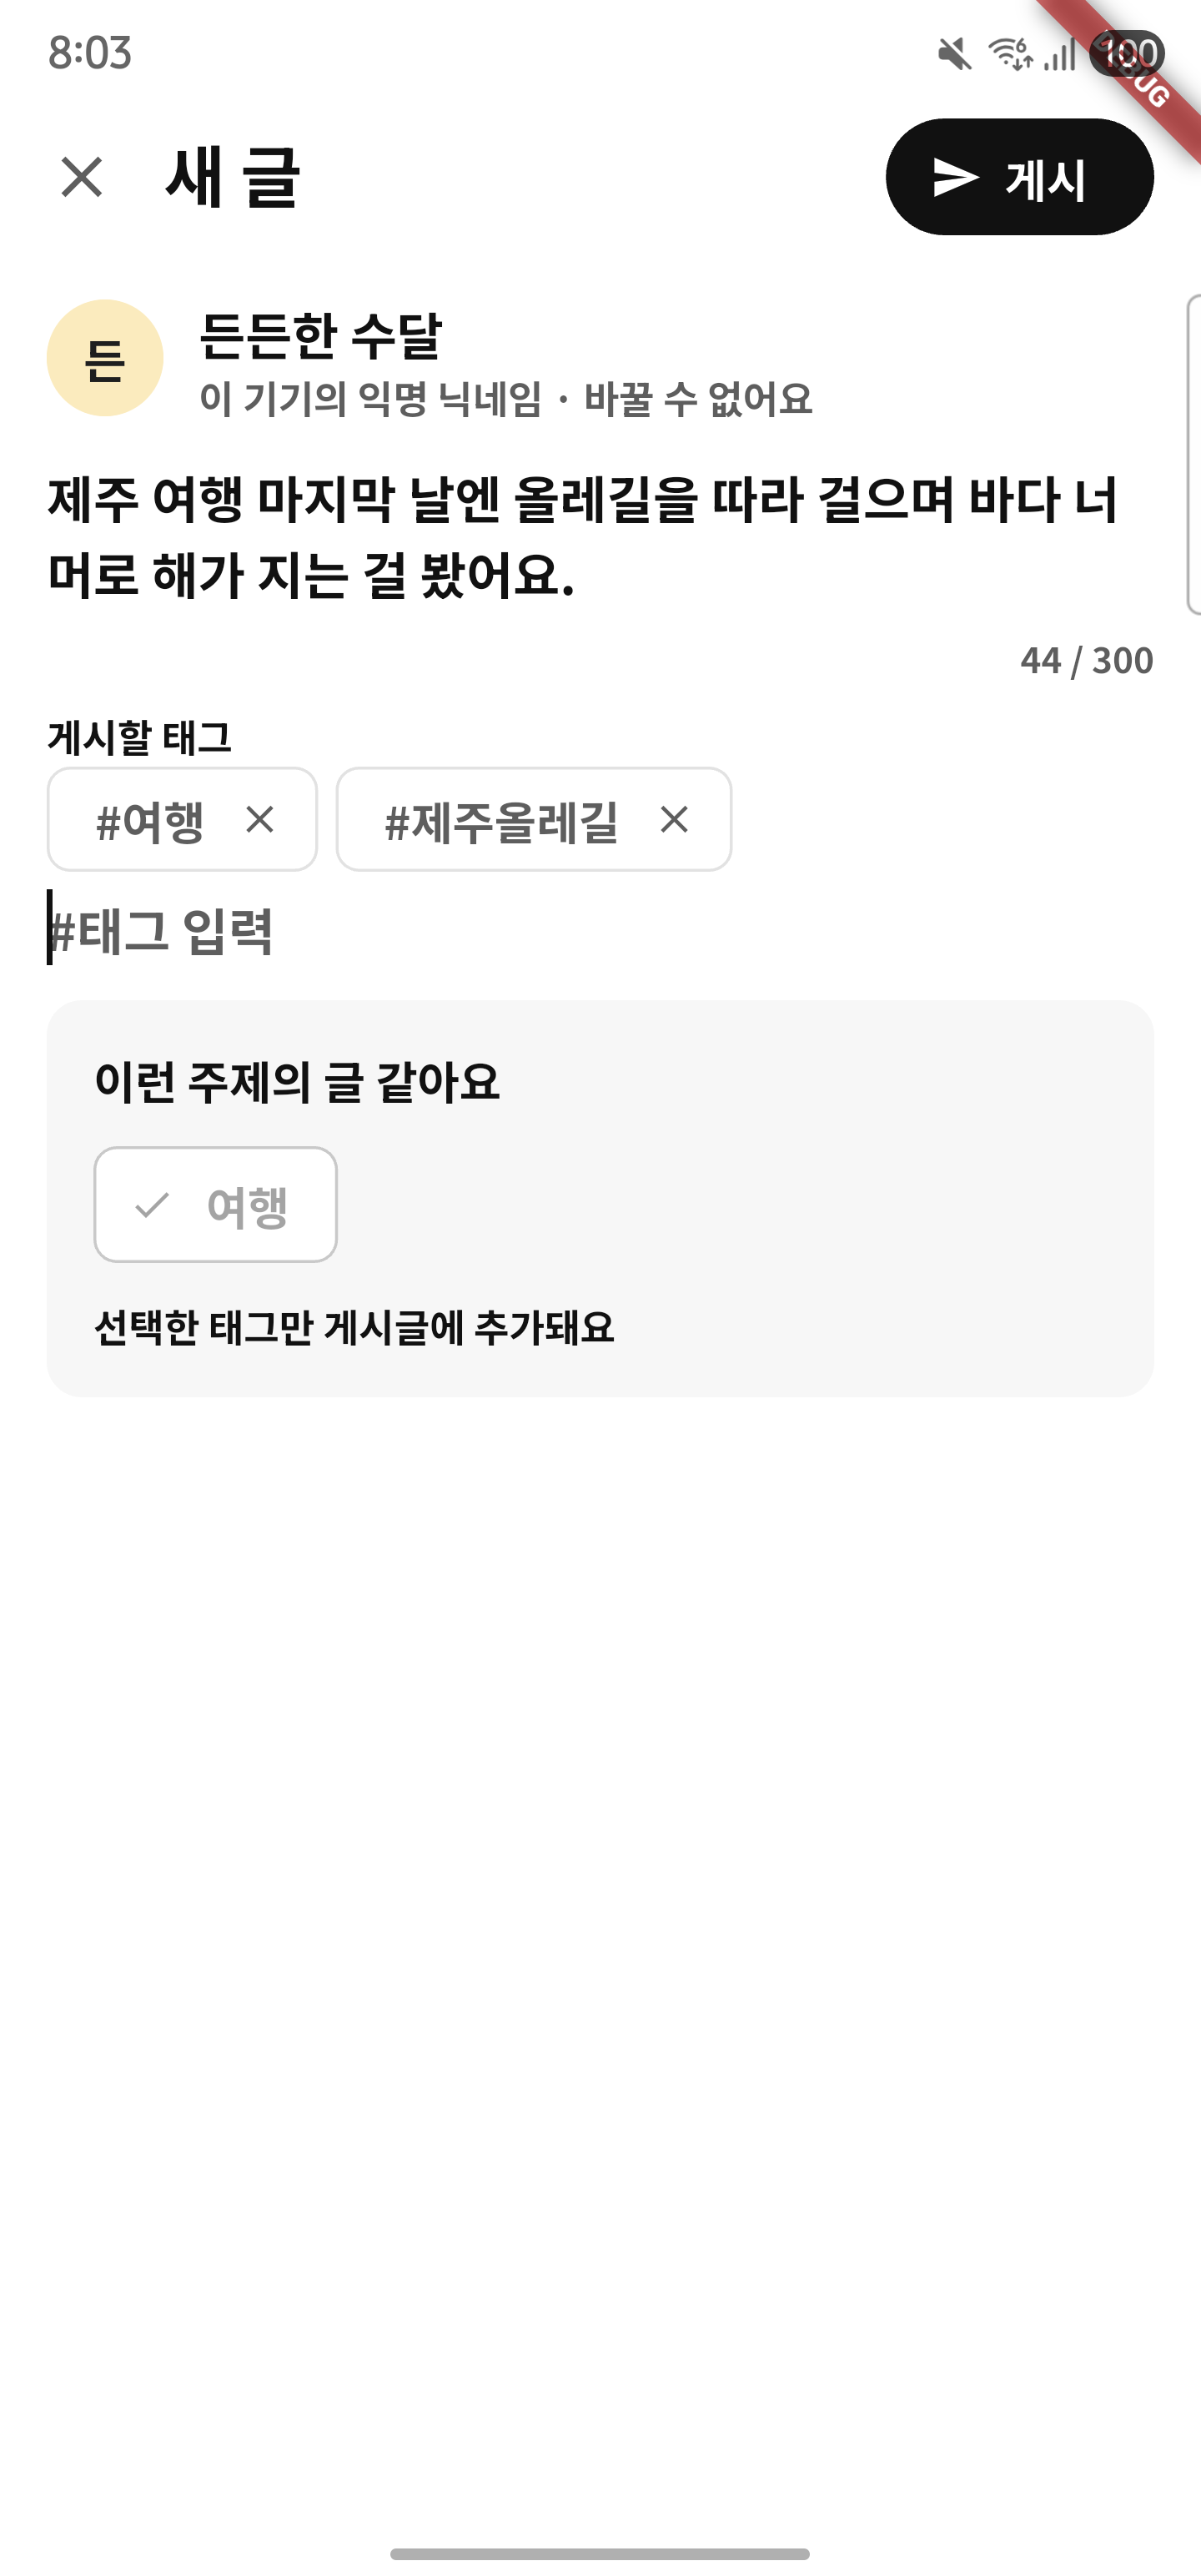 8:03
새 글
게시
든
든든한 수달
이 기기의 익명 닉네임 · 바꿀 수 없어요
제주 여행 마지막 날엔 올레길을 따라 걸으며 바다 너
머로 해가 지는 걸 봤어요.
44 / 300
게시할 태그
#여행
#제주올레길
#태그 입력
이런 주제의 글 같아요
여행
선택한 태그만 게시글에 추가돼요